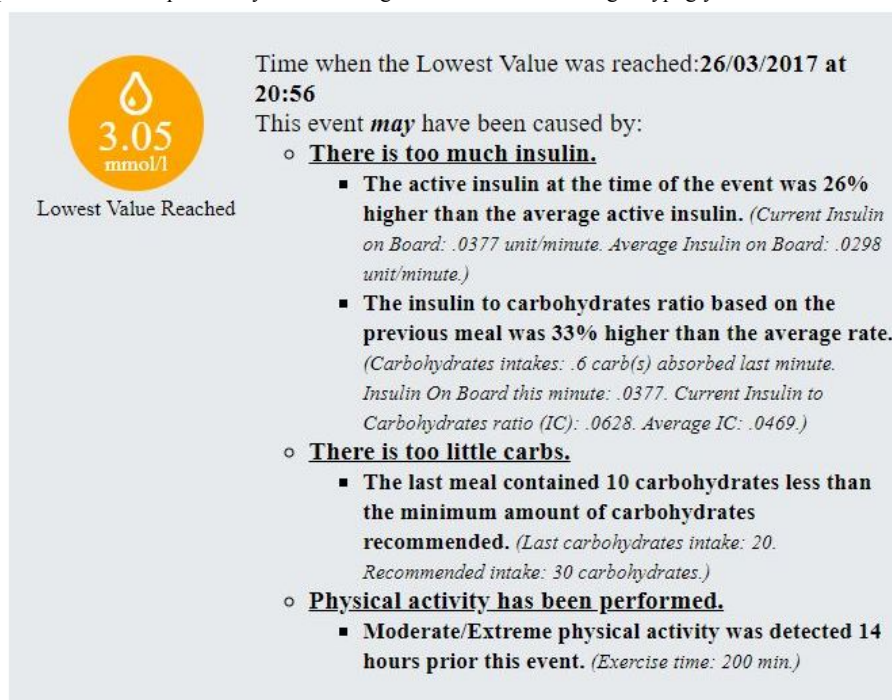 3.05
mmol/l
Lowest Value Reached
Time when the Lowest Value was reached:26/03/2017 at
20:56
This event may have been caused by:
There is too much insulin.
The active insulin at the time of the event was 26%
higher than the average active insulin. (Current Insulin
on Board: .0377 unit/minute. Average Insulin on Board: .0298
unit/minute.)
The insulin to carbohydrates ratio based on the
previous meal was 33% higher than the average rate.
(Carbohydrates intakes: .6 carb(s) absorbed last minute.
Insulin On Board this minute: .0377. Current Insulin to
Carbohydrates ratio (IC): .0628. Average IC: .0469.)
There is too little carbs.
The last meal contained 10 carbohydrates less than
the minimum amount of carbohydrates
recommended. (Last carbohydrates intake: 20.
Recommended intake: 30 carbohydrates.)
Physical activity has been performed.
Moderate/Extreme physical activity was detected 14
hours prior this event. (Exercise time: 200 min.)